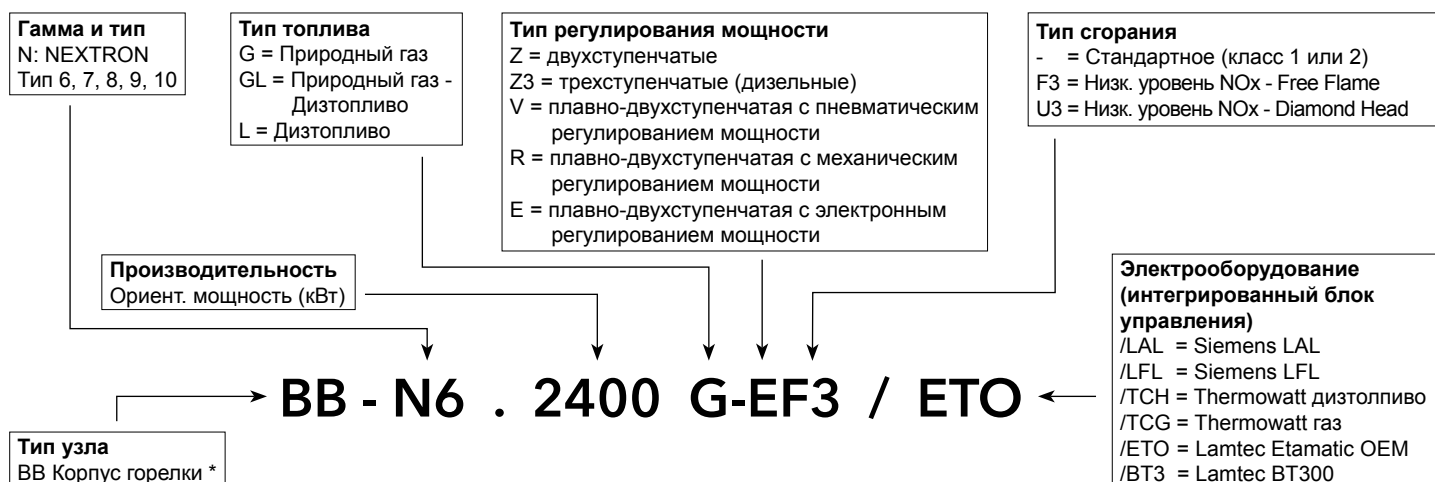 Гамма и тип
N: NEXTRON
Тип 6, 7, 8, 9, 10
Тип топлива
G = Природный газ
GL = Природный газ -
Дизтопливо
L = Дизтопливо
Тип регулирования мощности
Z = двухступенчатые
Z3 = трехступенчатые (дизельные)
V = плавно-двухступенчатая с пневматическим
регулированием мощности
R = плавно-двухступенчатая с механическим
регулированием мощности
E = плавно-двухступенчатая с электронным
регулированием мощности
Тип сгорания
- = Стандартное (класс 1 или 2)
F3 = Низк. уровень NOx - Free Flame
U3 = Низк. уровень NOx - Diamond Head
Производительность
Ориент. мощность (кВт)
Электрооборудование
(интегрированный блок
управления)
/LAL = Siemens LAL
/LFL = Siemens LFL
/TCH = Thermowatt дизтолпиво
/TCG = Thermowatt газ
/ETO = Lamtec Etamatic OEM
/BT3 = Lamtec BT300
BB - N6 . 2400 G-EF3 / ETO
Тип узла
BB Корпус горелки *